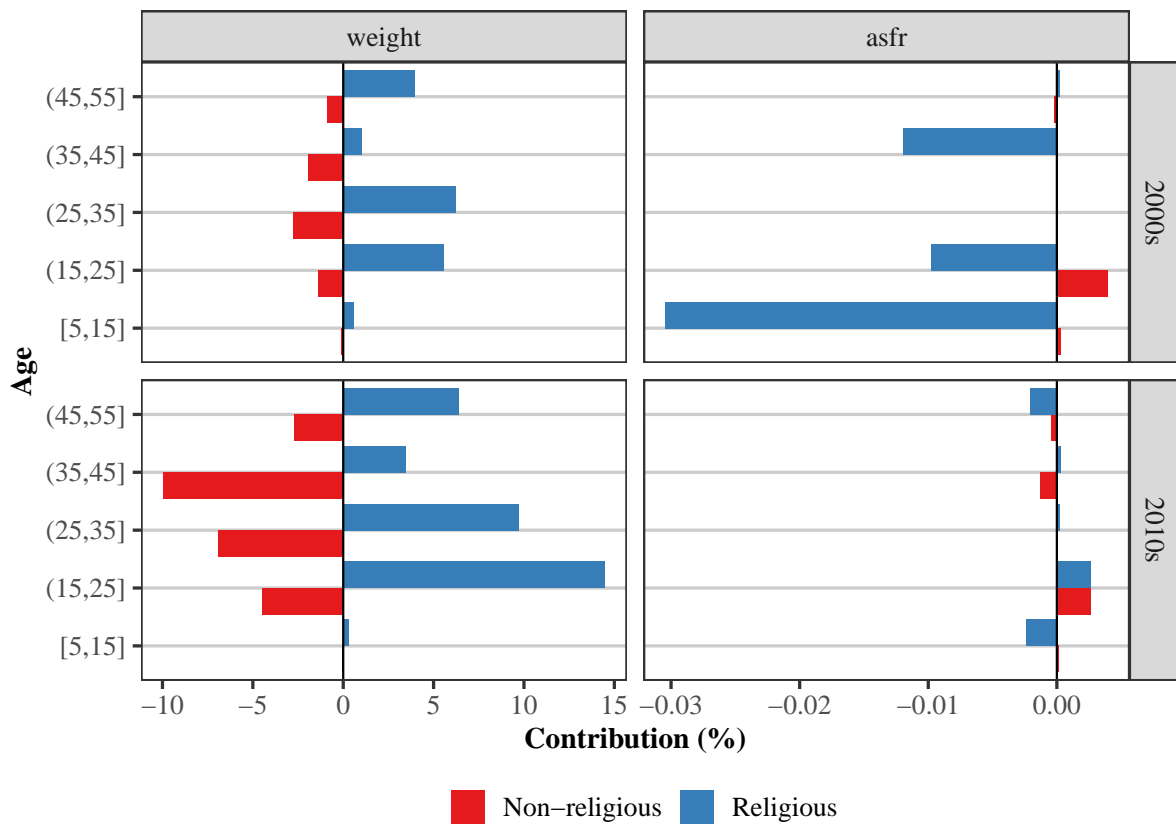 weight
asfr
(45,55]
(35,45]
(25,35]
(15,25]
[5,15]
2000s
Age
(45,55]
(35,45]
(25,35]
(15,25]
[5,15]
2010s
−10 −5 0 5 10 15
−0.03 −0.02 −0.01 0.00
Contribution (%)
Non−religious Religious